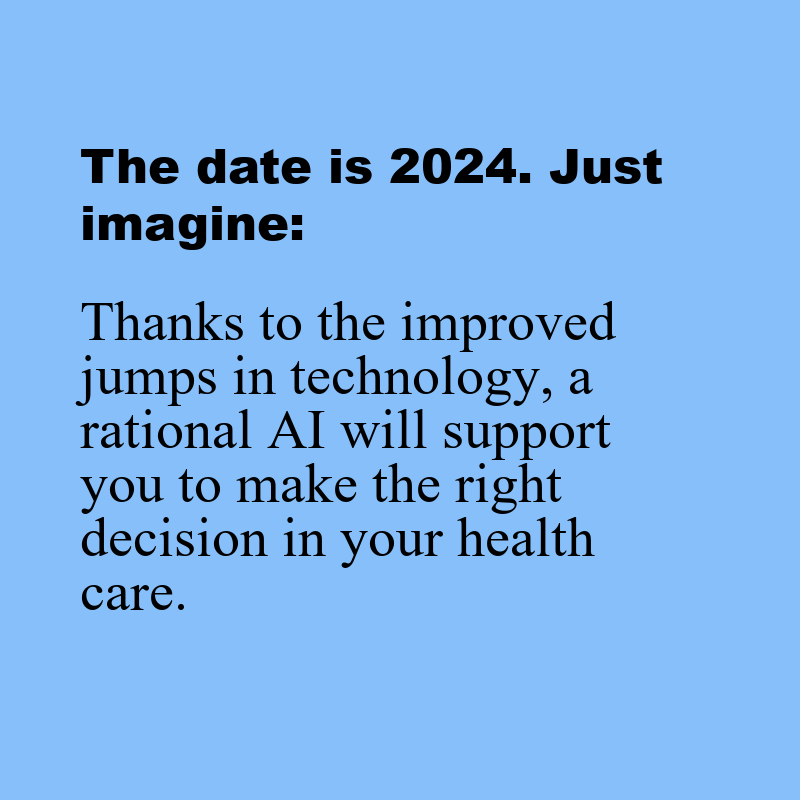 The date is 2024. Just
imagine:
Thanks to the improved
jumps in technology, a
rational AI will support
you to make the right
decision in your health
care.